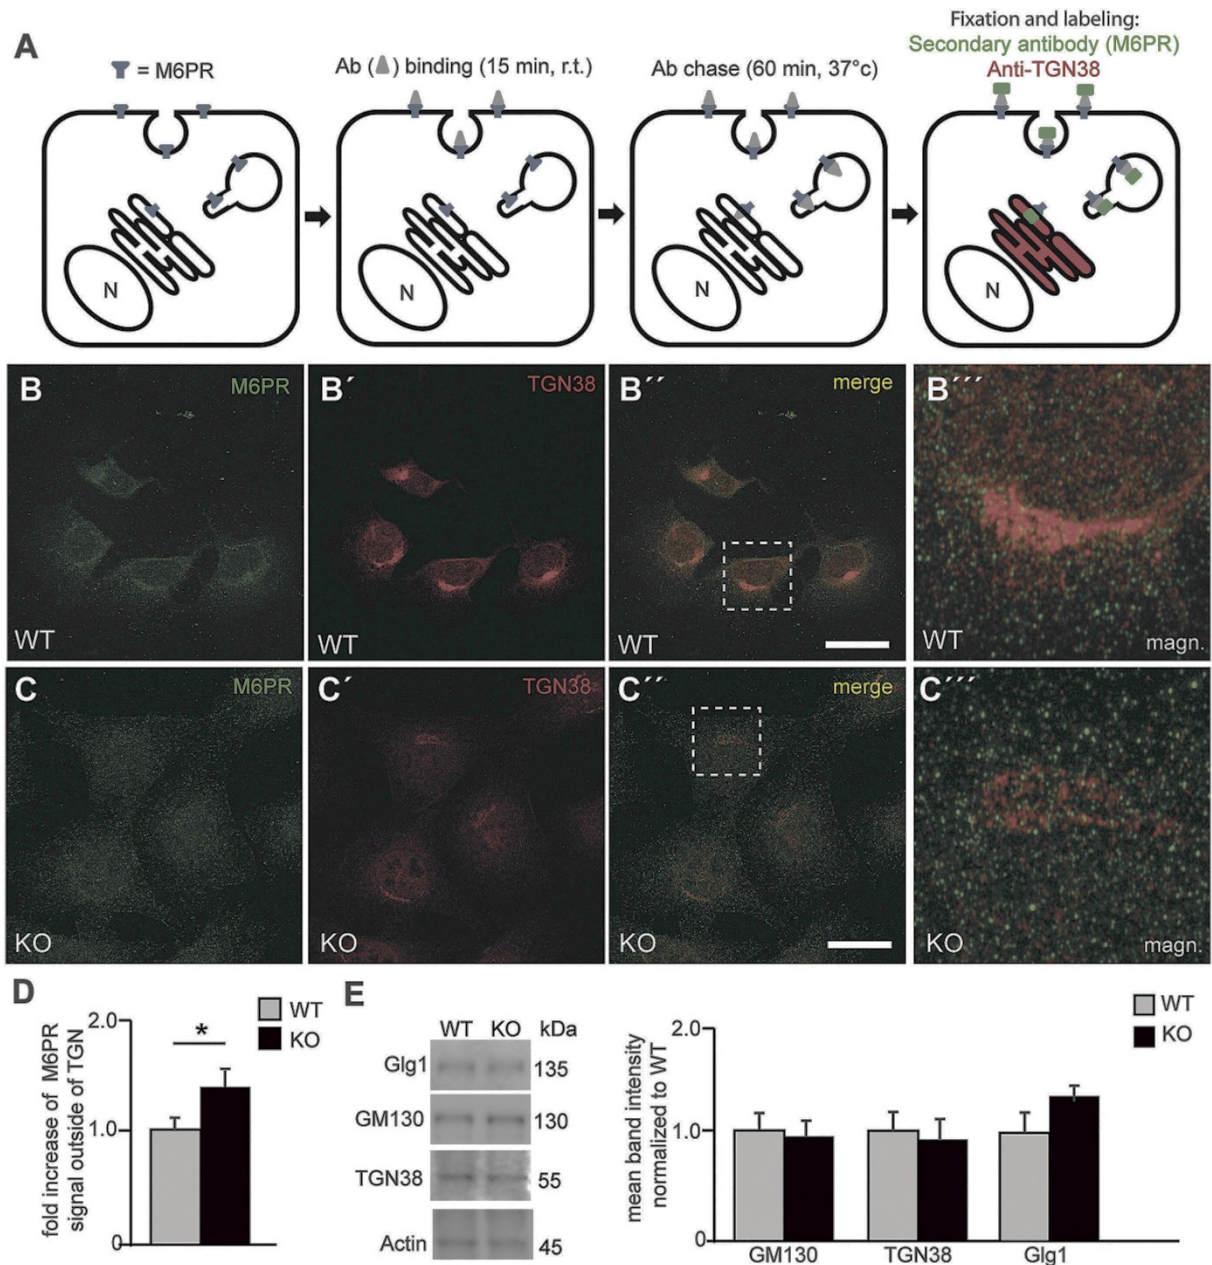 A
= M6PR
Ab ( ) binding (15 min, r.t.)
Ab chase (60 min, 37°c)
Fixation and labeling:
Secondary antibody (M6PR)
Anti-TGN38
N
N
N
N
B
M6PR
WT
B´
TGN38
B´´
merge
WT
B´´´
WT
magn.
C
M6PR
KO
C´
TGN38
C´´
merge
KO
C´´´
KO
magn.
D
fold increase of M6PR
signal outside of TGN
2.0
1.0
0
*
WT
KO
E
WT KO kDa
Glg1 135
GM130 130
TGN38 55
Actin 45
mean band intensity
normalized to WT
2.0
1.0
0
WT
KO
GM130 TGN38 Glg1